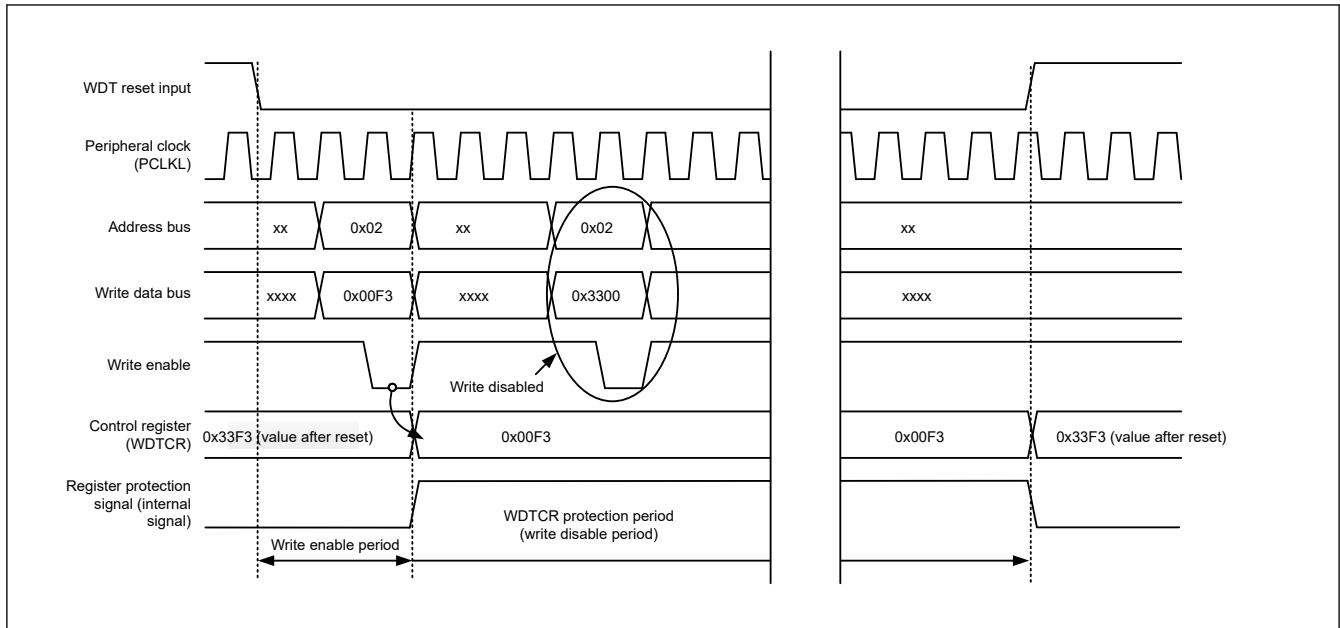 WDT reset input
Peripheral clock
(PCLKL)
Address bus
xx
0x02
xx
0x02
xx
Write data bus
xxxx
0x00F3
xxxx
0x3300
xxxx
Write enable
Write disabled
Control register
(WDTCR)
0x33F3 (value after reset)
0x00F3
0x00F3
0x33F3 (value after reset)
Register protection
signal (internal
signal)
WDTCR protection period
(write disable period)
Write enable period